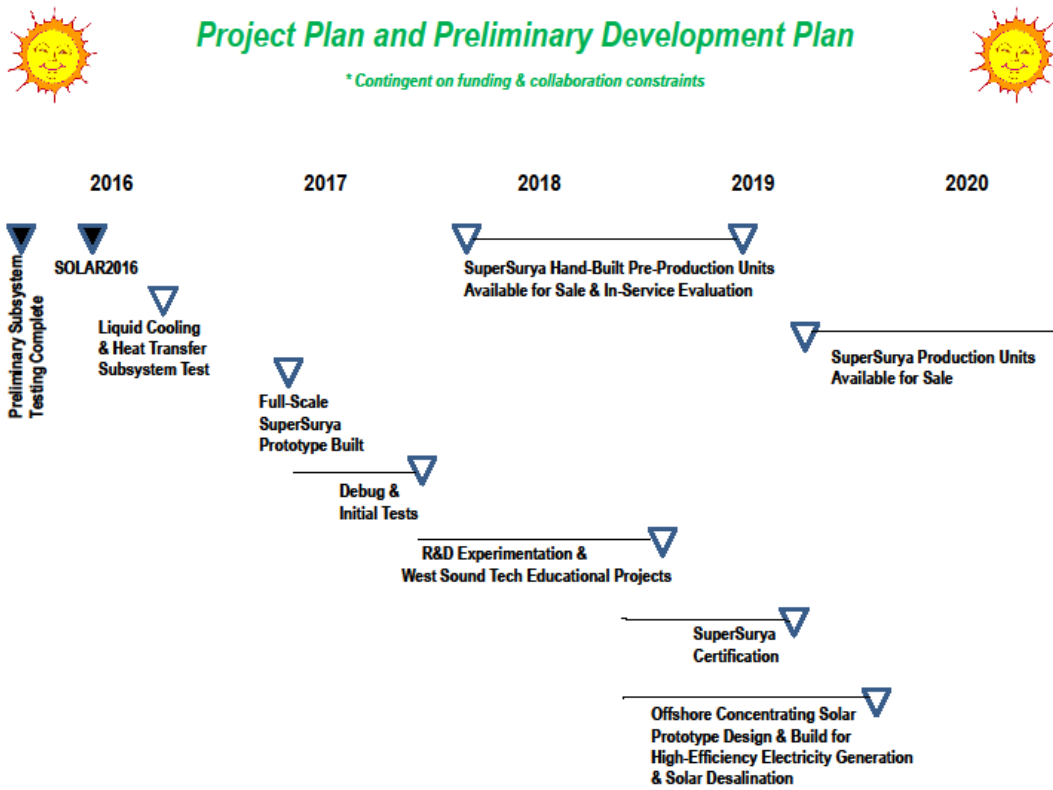 Project Plan and Preliminary Development Plan
* Contingent on funding & collaboration constraints
2016 2017 2018 2019 2020
Preliminary Subsystem
Testing Complete
SOLAR2016
SuperSurya Hand-Built Pre-Production Units
Available for Sale & In-Service Evaluation
Liquid Cooling
& Heat Transfer
Subsystem Test
SuperSurya Production Units
Available for Sale
Full-Scale
SuperSurya
Prototype Built
Debug &
Initial Tests
R&D Experimentation &
West Sound Tech Educational Projects
SuperSurya
Certification
Offshore Concentrating Solar
Prototype Design & Build for
High-Efficiency Electricity Generation
& Solar Desalination